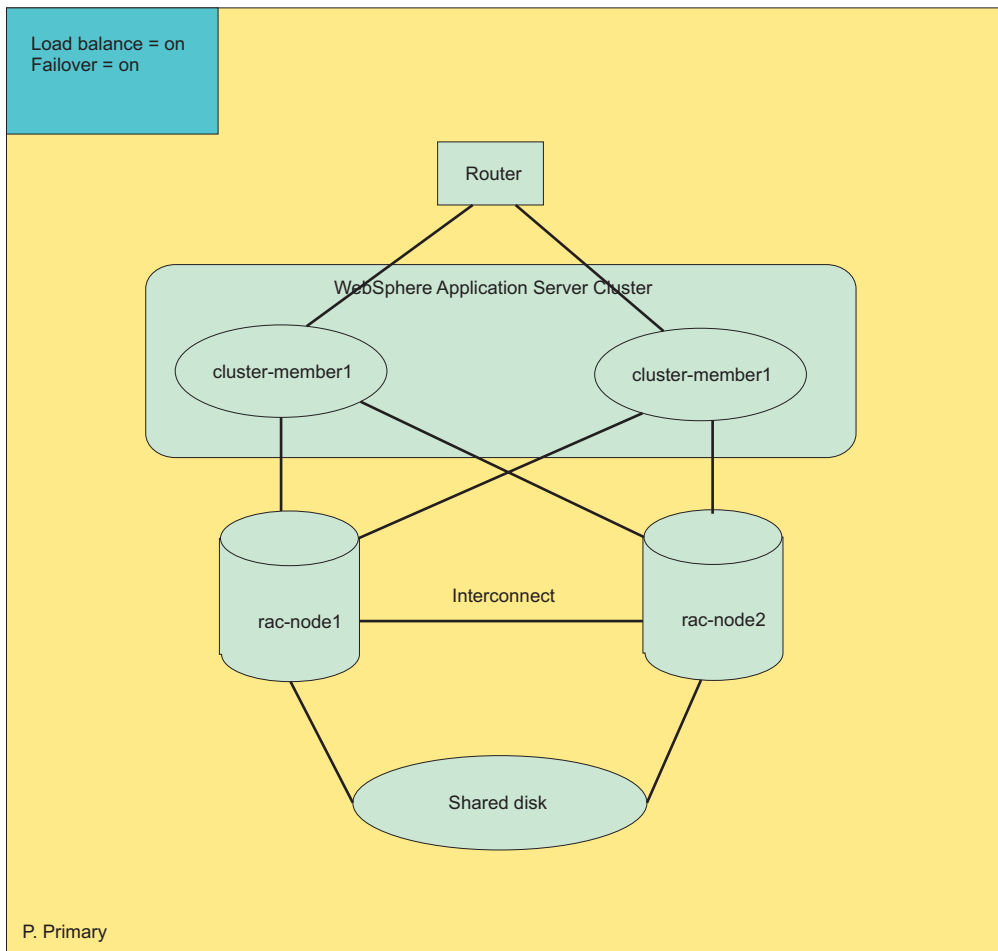 Load balance = on
Failover = on
Router
WebSphere Application Server Cluster
cluster-member1
cluster-member1
rac-node1
Interconnect
rac-node2
Shared disk
P. Primary